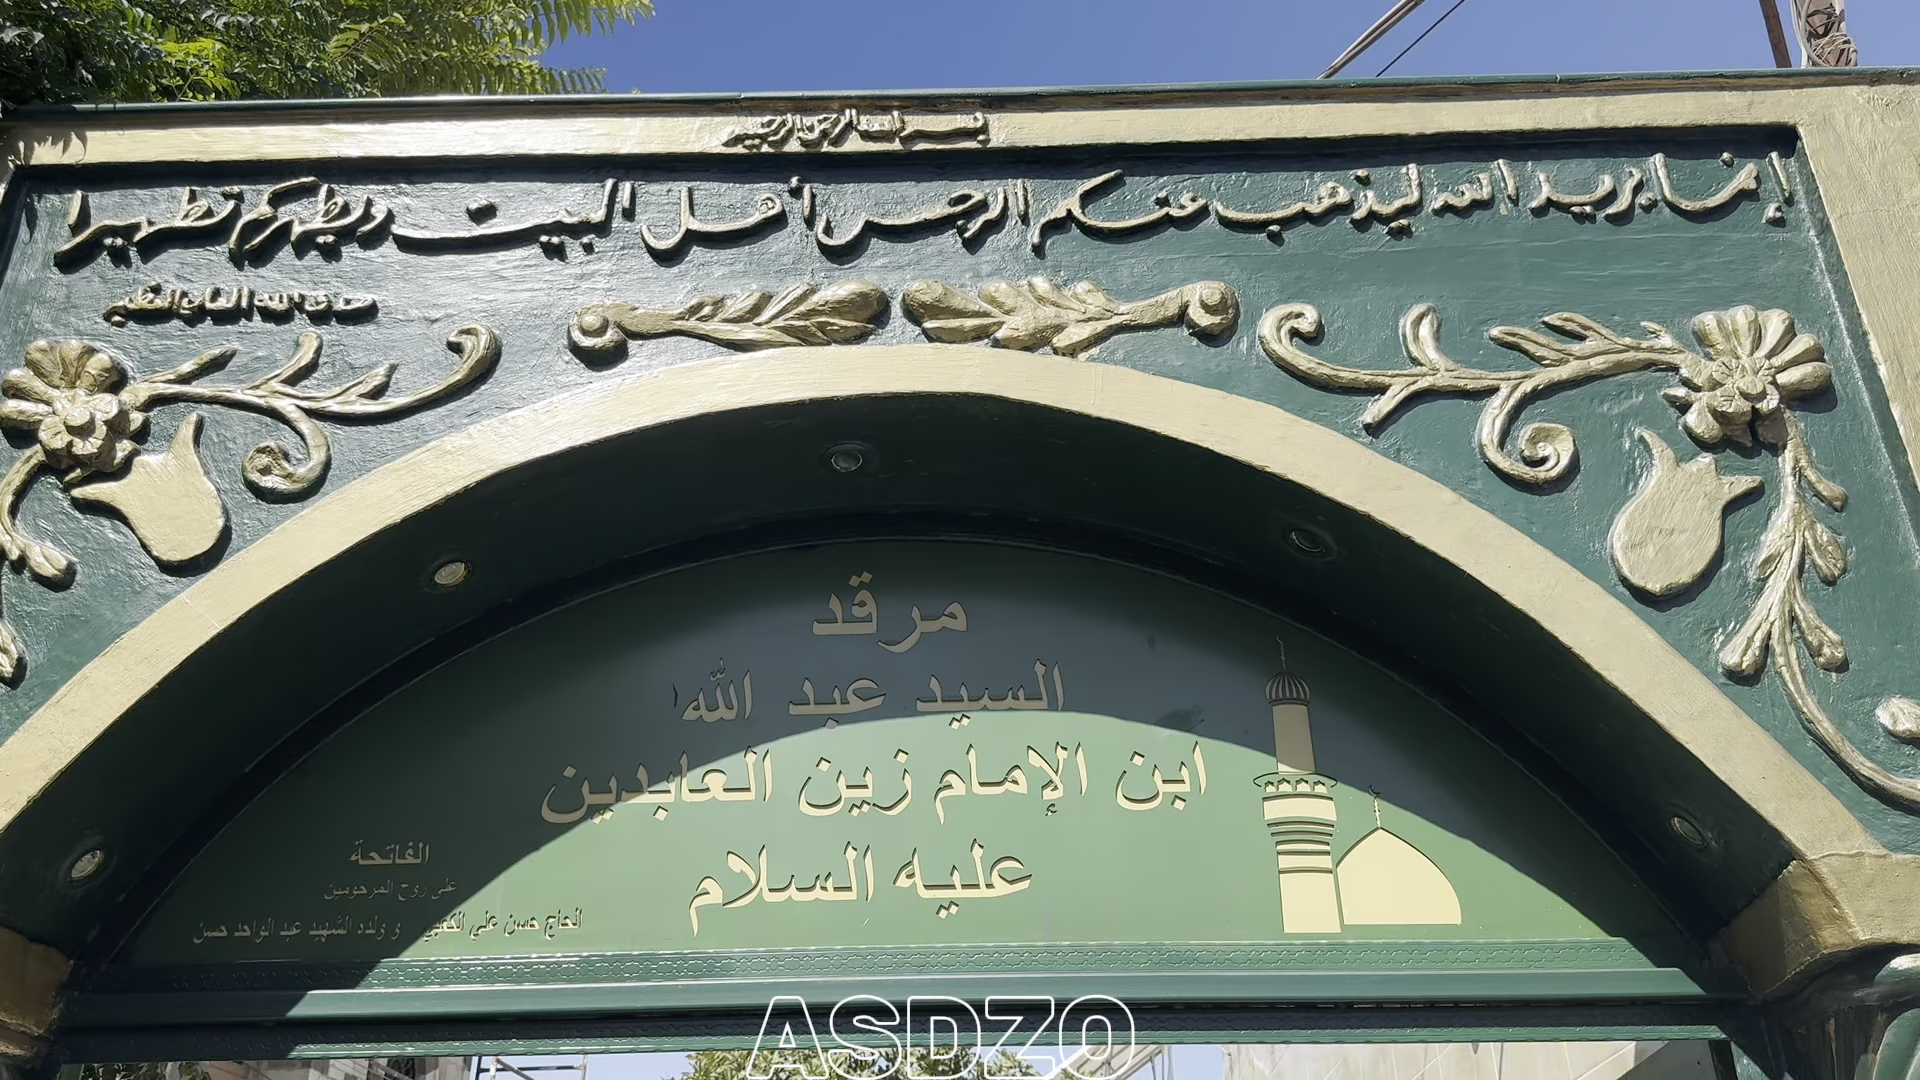 بسم الله الرحمن الرحيم
إنما يريد الله ليذهب عنكم الرجس أهل البيت ويطهركم تطهيرا
صدق الله العلي العظيم
مرقد
السيد عبد الله
ابن الإمام زين العابدين
عليه السلام
الفاتحة
على روح المرحومين
الحاج حسن علي الكعبي و ولده الشهيد عبد الواحد حسن
ASDZO